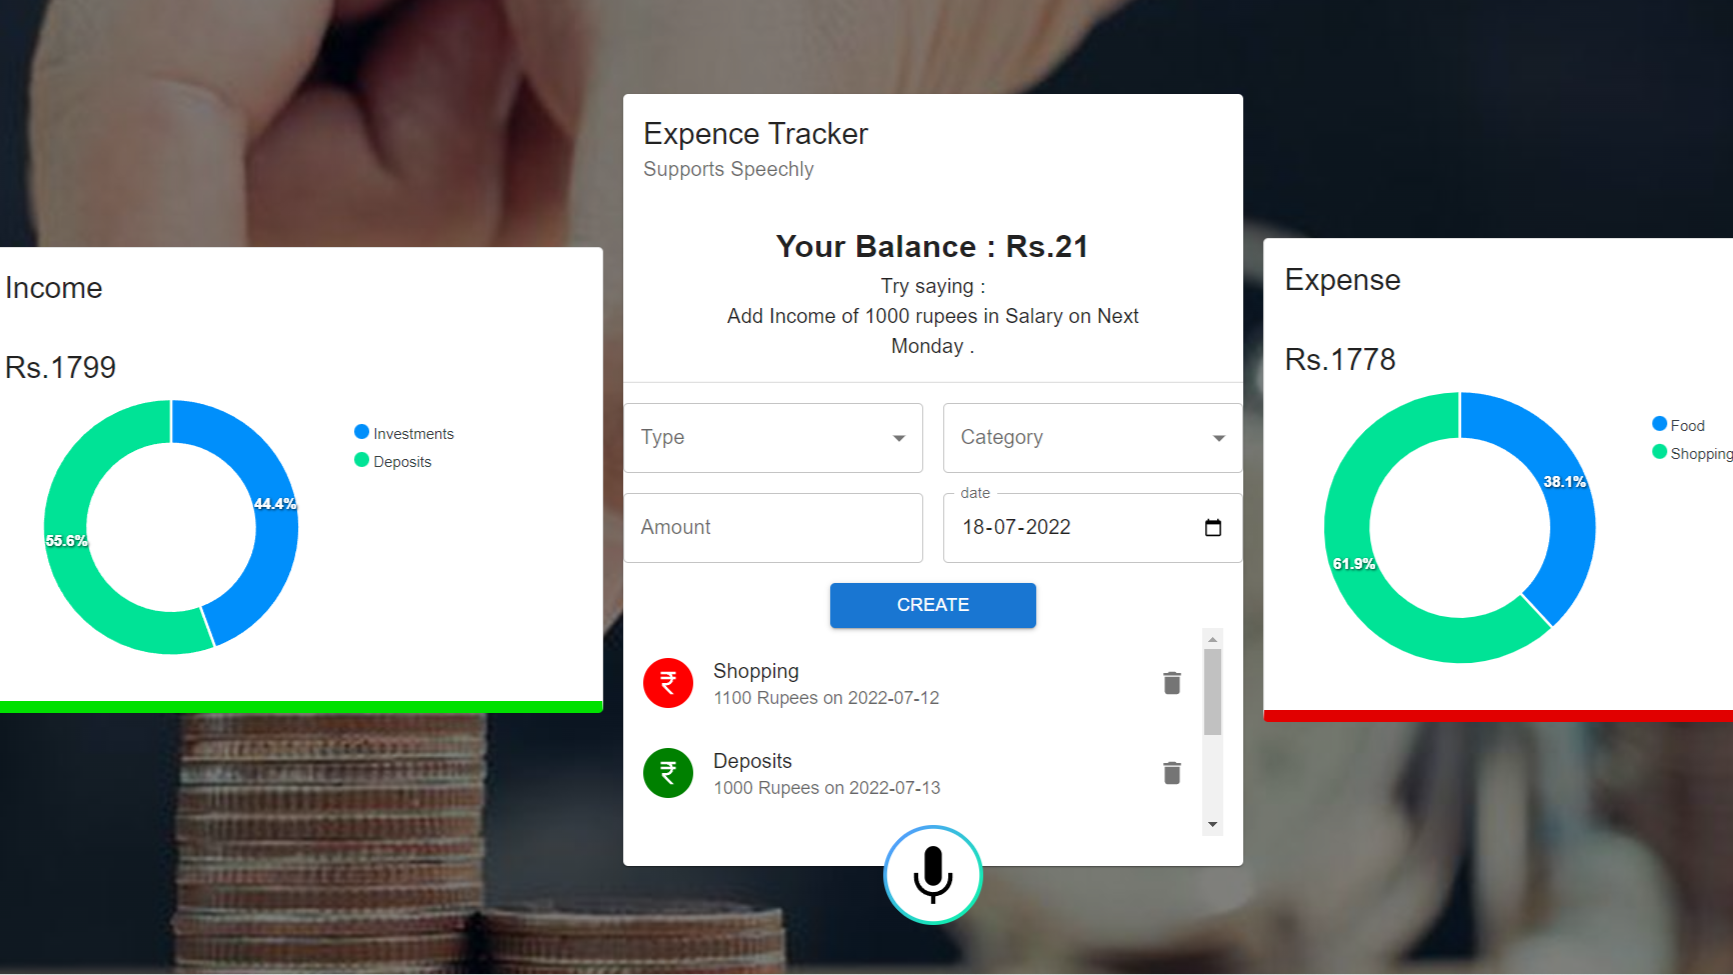 Income
Rs.1799
44.4%
55.6%
Investments
Deposits
Expence Tracker
Supports Speechly
Your Balance : Rs.21
Try saying :
Add Income of 1000 rupees in Salary on Next
Monday .
Type
Category
Amount
date
18-07-2022
CREATE
₹
Shopping
1100 Rupees on 2022-07-12
₹
Deposits
1000 Rupees on 2022-07-13
Expense
Rs.1778
38.1%
61.9%
Food
Shopping